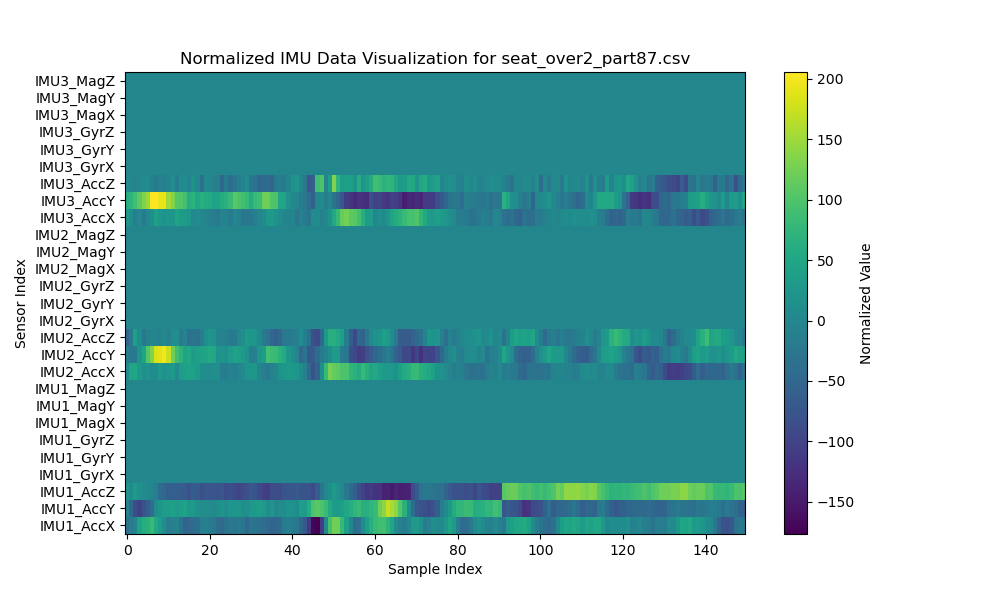 Normalized IMU Data Visualization for seat_over2_part87.csv
IMU3_MagZ
IMU3_MagY
IMU3_MagX
IMU3_GyrZ
IMU3_GyrY
IMU3_GyrX
IMU3_AccZ
IMU3_AccY
IMU3_AccX
IMU2_MagZ
IMU2_MagY
IMU2_MagX
IMU2_GyrZ
IMU2_GyrY
IMU2_GyrX
IMU2_AccZ
IMU2_AccY
IMU2_AccX
IMU1_MagZ
IMU1_MagY
IMU1_MagX
IMU1_GyrZ
IMU1_GyrY
IMU1_GyrX
IMU1_AccZ
IMU1_AccY
IMU1_AccX
Sensor Index
0 20 40 60 80 100 120 140
Sample Index
200
150
100
50
0
−50
−100
−150
Normalized Value